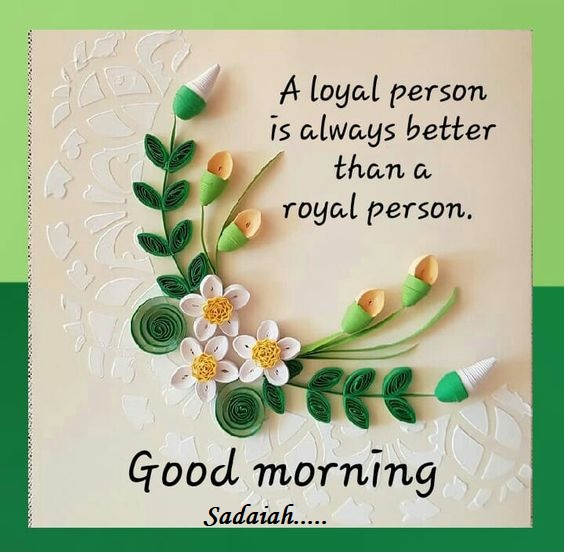 A loyal person
is always better
than a
royal person.
Good morning
Sadaiah.....